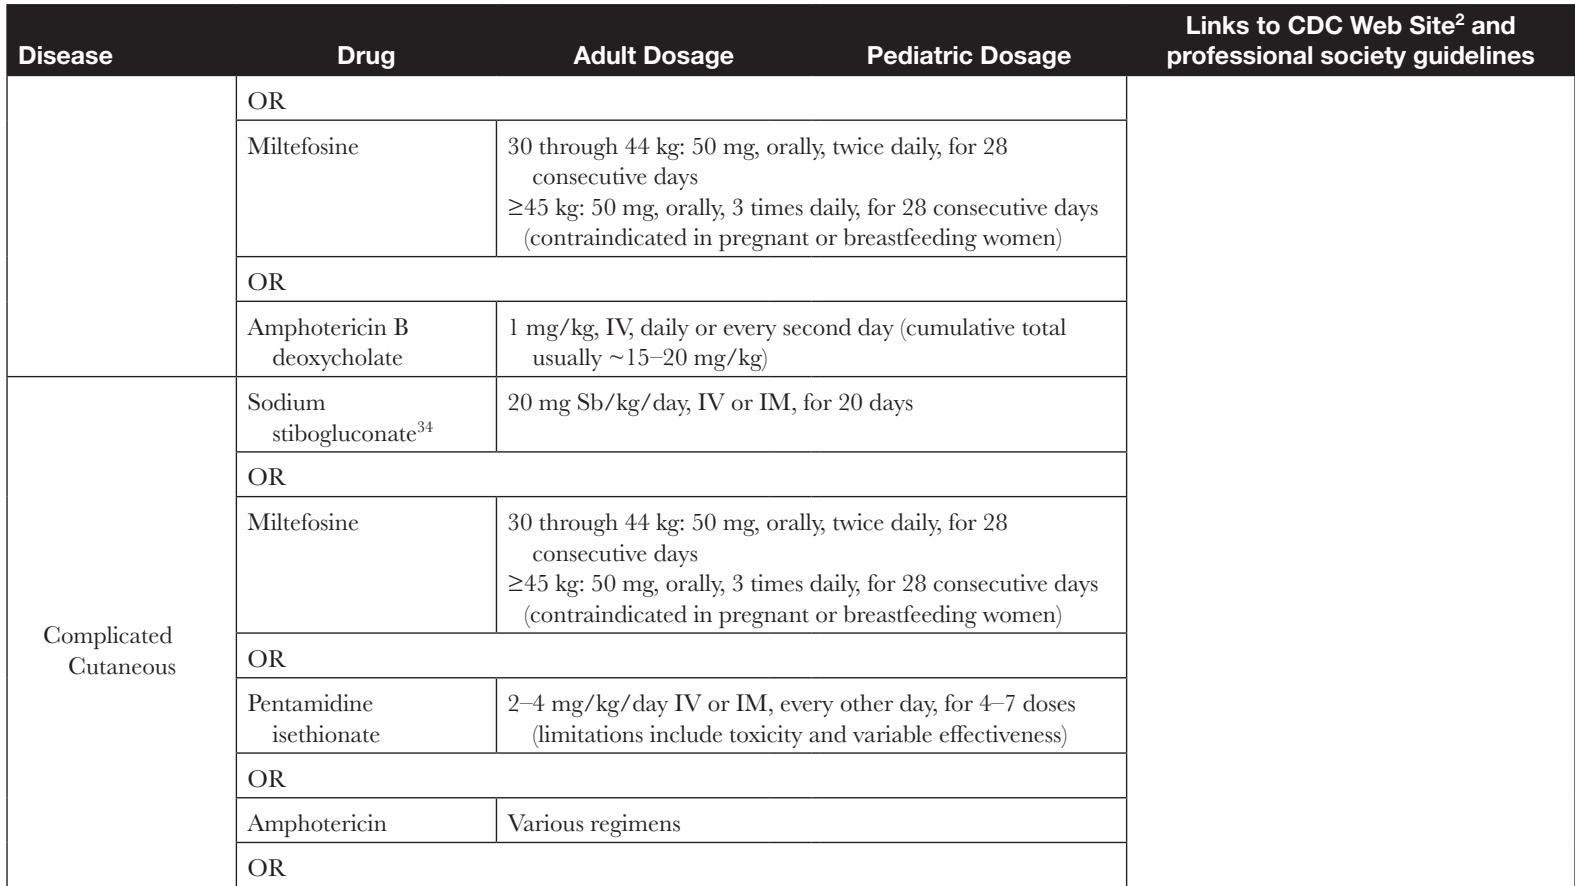 Links to CDC Web Site² and
Disease Drug Adult Dosage Pediatric Dosage professional society guidelines
OR
Miltefosine 30 through 44 kg: 50 mg, orally, twice daily, for 28
consecutive days
≥45 kg: 50 mg, orally, 3 times daily, for 28 consecutive days
(contraindicated in pregnant or breastfeeding women)
OR
Amphotericin B 1 mg/kg, IV, daily or every second day (cumulative total
deoxycholate usually ~15–20 mg/kg)
Sodium 20 mg Sb/kg/day, IV or IM, for 20 days
stibogluconate³⁴
OR
Miltefosine 30 through 44 kg: 50 mg, orally, twice daily, for 28
consecutive days
≥45 kg: 50 mg, orally, 3 times daily, for 28 consecutive days
(contraindicated in pregnant or breastfeeding women)
Complicated
Cutaneous
OR
Pentamidine 2–4 mg/kg/day IV or IM, every other day, for 4–7 doses
isethionate (limitations include toxicity and variable effectiveness)
OR
Amphotericin Various regimens
OR